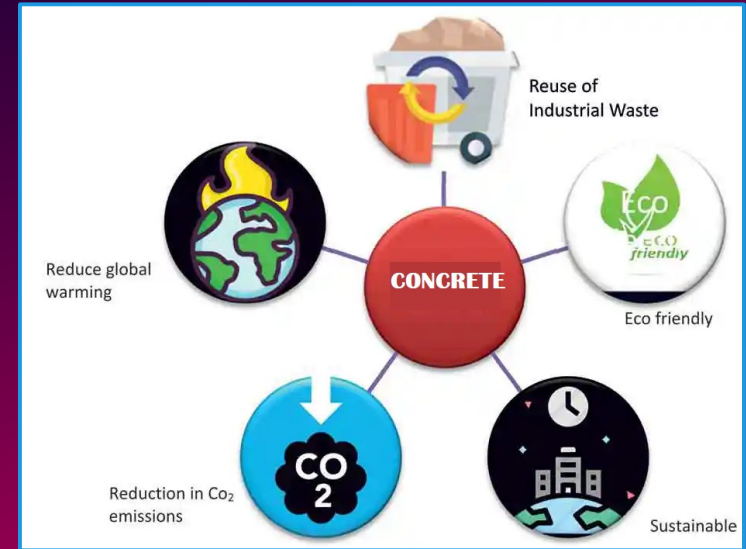 Reuse of
Industrial Waste
ECO
ECO
friendly
Eco friendly
CONCRETE
Reduce global
warming
CO
2
Reduction in Co₂
emissions
Sustainable